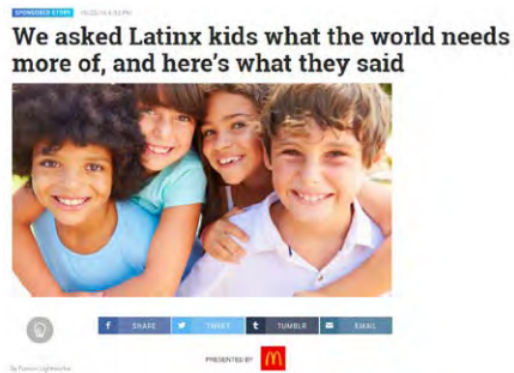 SPONSORED STORY
We asked Latinx kids what the world needs
more of, and here's what they said
SHARE
TWEET
TUMBLR
EMAIL
PRESENTED BY